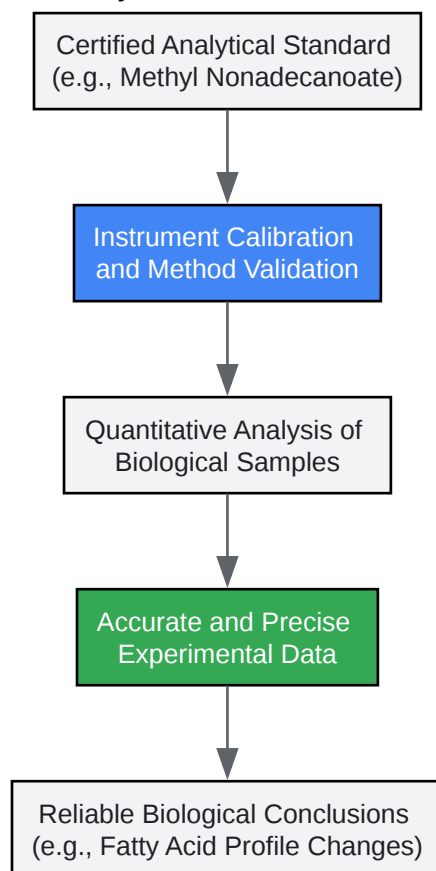 Certified Analytical Standard
(e.g., Methyl Nonadecanoate)
Instrument Calibration
and Method Validation
Quantitative Analysis of
Biological Samples
Accurate and Precise
Experimental Data
Reliable Biological Conclusions
(e.g., Fatty Acid Profile Changes)